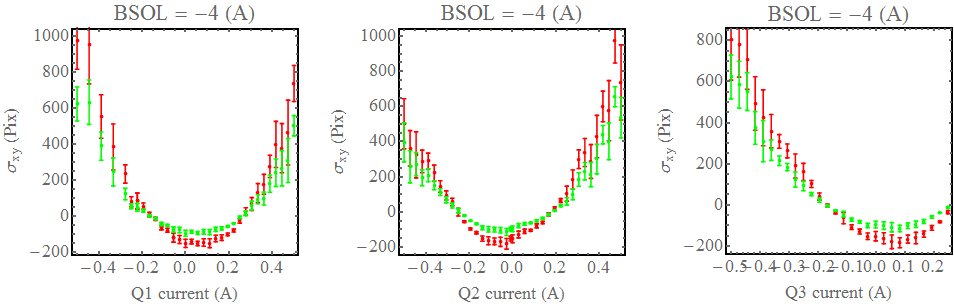 BSOL = −4 (A)
1000
800
600
400
200
0
−200
σxy (Pix)
−0.4 −0.2 0.0 0.2 0.4
Q1 current (A)
BSOL = −4 (A)
1000
800
600
400
200
0
−200
σxy (Pix)
−0.4 −0.2 0.0 0.2 0.4
Q2 current (A)
BSOL = −4 (A)
800
600
400
200
0
−200
σxy (Pix)
−0.5 −0.4 −0.3 −0.2 −0.1 0.0 0.1 0.2
Q3 current (A)